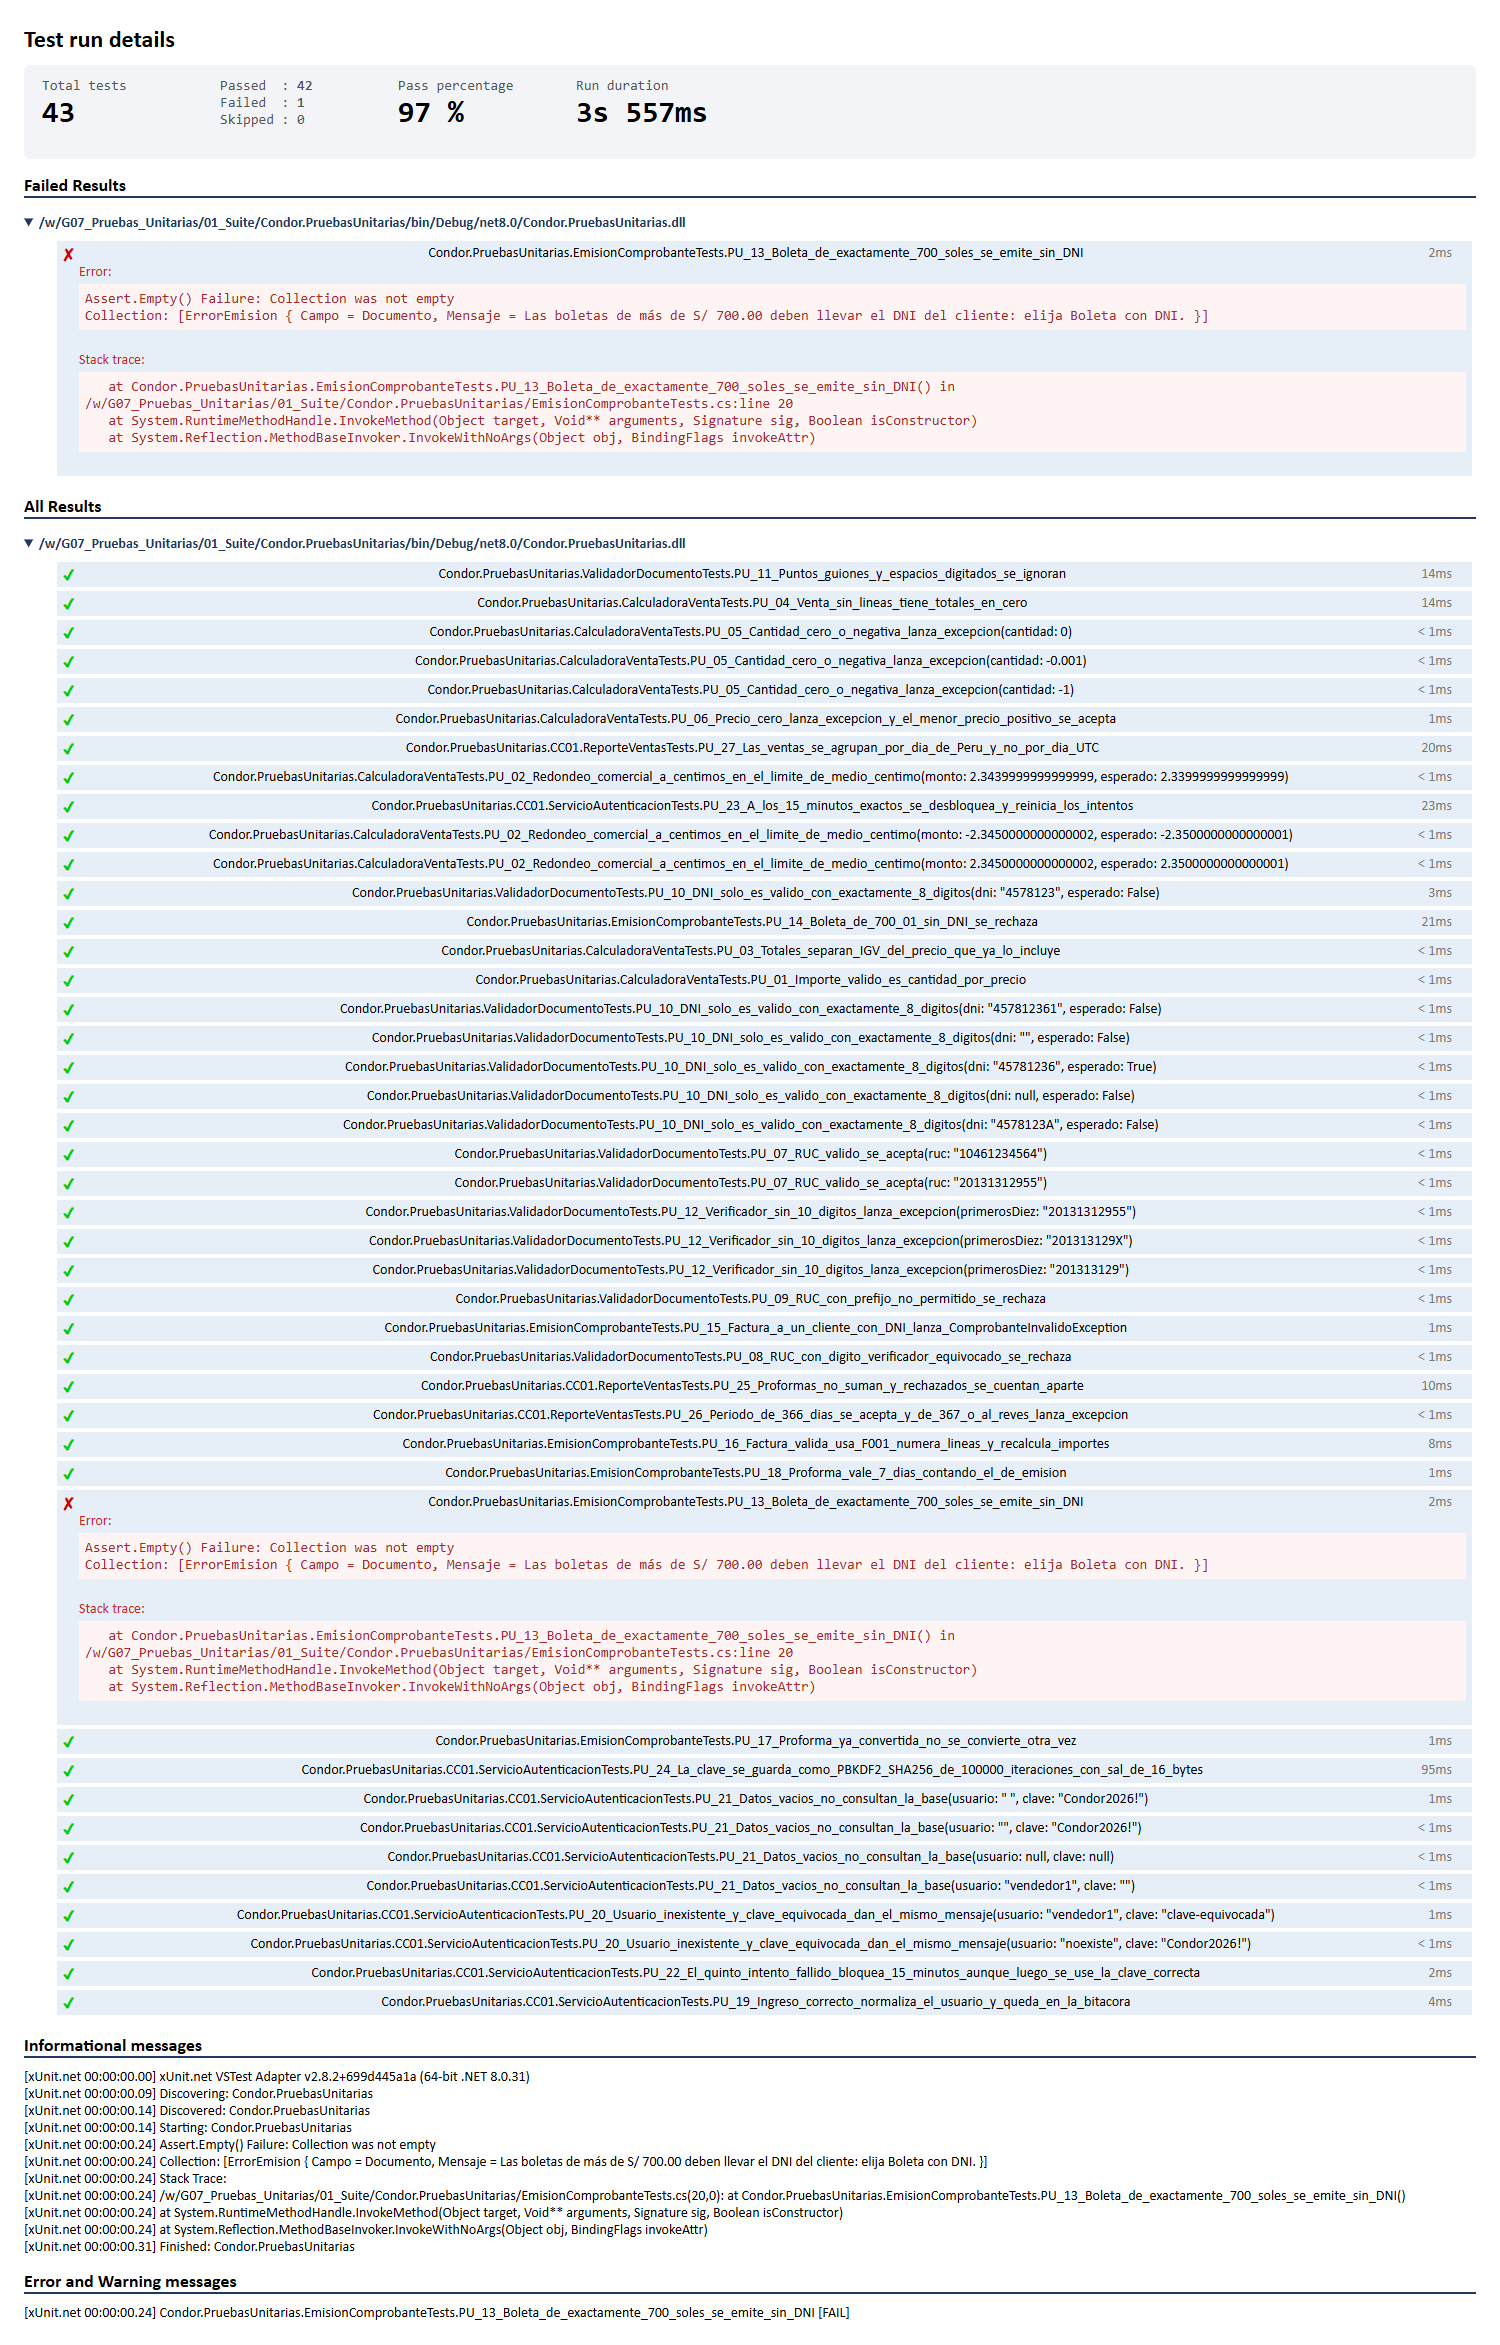 Test run details
Total tests
43
Passed : 42
Failed : 1
Skipped : 0
Pass percentage
97 %
Run duration
3s 557ms
Failed Results
▼ /w/G07_Pruebas_Unitarias/01_Suite/Condor.PruebasUnitarias/bin/Debug/net8.0/Condor.PruebasUnitarias.dll
✘ Condor.PruebasUnitarias.EmisionComprobanteTests.PU_13_Boleta_de_exactamente_700_soles_se_emite_sin_DNI 2ms
Error:
Assert.Empty() Failure: Collection was not empty
Collection: [ErrorEmision { Campo = Documento, Mensaje = Las boletas de más de S/ 700.00 deben llevar el DNI del cliente: elija Boleta con DNI. }]
Stack trace:
at Condor.PruebasUnitarias.EmisionComprobanteTests.PU_13_Boleta_de_exactamente_700_soles_se_emite_sin_DNI() in
/w/G07_Pruebas_Unitarias/01_Suite/Condor.PruebasUnitarias/EmisionComprobanteTests.cs:line 20
at System.RuntimeMethodHandle.InvokeMethod(Object target, Void** arguments, Signature sig, Boolean isConstructor)
at System.Reflection.MethodBaseInvoker.InvokeWithNoArgs(Object obj, BindingFlags invokeAttr)
All Results
▼ /w/G07_Pruebas_Unitarias/01_Suite/Condor.PruebasUnitarias/bin/Debug/net8.0/Condor.PruebasUnitarias.dll
✔ Condor.PruebasUnitarias.ValidadorDocumentoTests.PU_11_Puntos_guiones_y_espacios_digitados_se_ignoran 14ms
✔ Condor.PruebasUnitarias.CalculadoraVentaTests.PU_04_Venta_sin_lineas_tiene_totales_en_cero 14ms
✔ Condor.PruebasUnitarias.CalculadoraVentaTests.PU_05_Cantidad_cero_o_negativa_lanza_excepcion(cantidad: 0) < 1ms
✔ Condor.PruebasUnitarias.CalculadoraVentaTests.PU_05_Cantidad_cero_o_negativa_lanza_excepcion(cantidad: -0.001) < 1ms
✔ Condor.PruebasUnitarias.CalculadoraVentaTests.PU_05_Cantidad_cero_o_negativa_lanza_excepcion(cantidad: -1) < 1ms
✔ Condor.PruebasUnitarias.CalculadoraVentaTests.PU_06_Precio_cero_lanza_excepcion_y_el_menor_precio_positivo_se_acepta 1ms
✔ Condor.PruebasUnitarias.CC01.ReporteVentasTests.PU_27_Las_ventas_se_agrupan_por_dia_de_Peru_y_no_por_dia_UTC 20ms
✔ Condor.PruebasUnitarias.CalculadoraVentaTests.PU_02_Redondeo_comercial_a_centimos_en_el_limite_de_medio_centimo(monto: 2.3439999999999999, esperado: 2.3399999999999999) < 1ms
✔ Condor.PruebasUnitarias.CC01.ServicioAutenticacionTests.PU_23_A_los_15_minutos_exactos_se_desbloquea_y_reinicia_los_intentos 23ms
✔ Condor.PruebasUnitarias.CalculadoraVentaTests.PU_02_Redondeo_comercial_a_centimos_en_el_limite_de_medio_centimo(monto: -2.3450000000000002, esperado: -2.3500000000000001) < 1ms
✔ Condor.PruebasUnitarias.CalculadoraVentaTests.PU_02_Redondeo_comercial_a_centimos_en_el_limite_de_medio_centimo(monto: 2.3450000000000002, esperado: 2.3500000000000001) < 1ms
✔ Condor.PruebasUnitarias.ValidadorDocumentoTests.PU_10_DNI_solo_es_valido_con_exactamente_8_digitos(dni: "4578123", esperado: False) 3ms
✔ Condor.PruebasUnitarias.EmisionComprobanteTests.PU_14_Boleta_de_700_01_sin_DNI_se_rechaza 21ms
✔ Condor.PruebasUnitarias.CalculadoraVentaTests.PU_03_Totales_separan_IGV_del_precio_que_ya_lo_incluye < 1ms
✔ Condor.PruebasUnitarias.CalculadoraVentaTests.PU_01_Importe_valido_es_cantidad_por_precio < 1ms
✔ Condor.PruebasUnitarias.ValidadorDocumentoTests.PU_10_DNI_solo_es_valido_con_exactamente_8_digitos(dni: "457812361", esperado: False) < 1ms
✔ Condor.PruebasUnitarias.ValidadorDocumentoTests.PU_10_DNI_solo_es_valido_con_exactamente_8_digitos(dni: "", esperado: False) < 1ms
✔ Condor.PruebasUnitarias.ValidadorDocumentoTests.PU_10_DNI_solo_es_valido_con_exactamente_8_digitos(dni: "45781236", esperado: True) < 1ms
✔ Condor.PruebasUnitarias.ValidadorDocumentoTests.PU_10_DNI_solo_es_valido_con_exactamente_8_digitos(dni: null, esperado: False) < 1ms
✔ Condor.PruebasUnitarias.ValidadorDocumentoTests.PU_10_DNI_solo_es_valido_con_exactamente_8_digitos(dni: "4578123A", esperado: False) < 1ms
✔ Condor.PruebasUnitarias.ValidadorDocumentoTests.PU_07_RUC_valido_se_acepta(ruc: "10461234564") < 1ms
✔ Condor.PruebasUnitarias.ValidadorDocumentoTests.PU_07_RUC_valido_se_acepta(ruc: "20131312955") < 1ms
✔ Condor.PruebasUnitarias.ValidadorDocumentoTests.PU_12_Verificador_sin_10_digitos_lanza_excepcion(primerosDiez: "20131312955") < 1ms
✔ Condor.PruebasUnitarias.ValidadorDocumentoTests.PU_12_Verificador_sin_10_digitos_lanza_excepcion(primerosDiez: "201313129X") < 1ms
✔ Condor.PruebasUnitarias.ValidadorDocumentoTests.PU_12_Verificador_sin_10_digitos_lanza_excepcion(primerosDiez: "201313129") < 1ms
✔ Condor.PruebasUnitarias.ValidadorDocumentoTests.PU_09_RUC_con_prefijo_no_permitido_se_rechaza < 1ms
✔ Condor.PruebasUnitarias.EmisionComprobanteTests.PU_15_Factura_a_un_cliente_con_DNI_lanza_ComprobanteInvalidoException 1ms
✔ Condor.PruebasUnitarias.ValidadorDocumentoTests.PU_08_RUC_con_digito_verificador_equivocado_se_rechaza < 1ms
✔ Condor.PruebasUnitarias.CC01.ReporteVentasTests.PU_25_Proformas_no_suman_y_rechazados_se_cuentan_aparte 10ms
✔ Condor.PruebasUnitarias.CC01.ReporteVentasTests.PU_26_Periodo_de_366_dias_se_acepta_y_de_367_o_al_reves_lanza_excepcion < 1ms
✔ Condor.PruebasUnitarias.EmisionComprobanteTests.PU_16_Factura_valida_usa_F001_numera_lineas_y_recalcula_importes 8ms
✔ Condor.PruebasUnitarias.EmisionComprobanteTests.PU_18_Proforma_vale_7_dias_contando_el_de_emision 1ms
✘ Condor.PruebasUnitarias.EmisionComprobanteTests.PU_13_Boleta_de_exactamente_700_soles_se_emite_sin_DNI 2ms
Error:
Assert.Empty() Failure: Collection was not empty
Collection: [ErrorEmision { Campo = Documento, Mensaje = Las boletas de más de S/ 700.00 deben llevar el DNI del cliente: elija Boleta con DNI. }]
Stack trace:
at Condor.PruebasUnitarias.EmisionComprobanteTests.PU_13_Boleta_de_exactamente_700_soles_se_emite_sin_DNI() in
/w/G07_Pruebas_Unitarias/01_Suite/Condor.PruebasUnitarias/EmisionComprobanteTests.cs:line 20
at System.RuntimeMethodHandle.InvokeMethod(Object target, Void** arguments, Signature sig, Boolean isConstructor)
at System.Reflection.MethodBaseInvoker.InvokeWithNoArgs(Object obj, BindingFlags invokeAttr)
✔ Condor.PruebasUnitarias.EmisionComprobanteTests.PU_17_Proforma_ya_convertida_no_se_convierte_otra_vez 1ms
✔ Condor.PruebasUnitarias.CC01.ServicioAutenticacionTests.PU_24_La_clave_se_guarda_como_PBKDF2_SHA256_de_100000_iteraciones_con_sal_de_16_bytes 95ms
✔ Condor.PruebasUnitarias.CC01.ServicioAutenticacionTests.PU_21_Datos_vacios_no_consultan_la_base(usuario: " ", clave: "Condor2026!") 1ms
✔ Condor.PruebasUnitarias.CC01.ServicioAutenticacionTests.PU_21_Datos_vacios_no_consultan_la_base(usuario: "", clave: "Condor2026!") < 1ms
✔ Condor.PruebasUnitarias.CC01.ServicioAutenticacionTests.PU_21_Datos_vacios_no_consultan_la_base(usuario: null, clave: null) < 1ms
✔ Condor.PruebasUnitarias.CC01.ServicioAutenticacionTests.PU_21_Datos_vacios_no_consultan_la_base(usuario: "vendedor1", clave: "") < 1ms
✔ Condor.PruebasUnitarias.CC01.ServicioAutenticacionTests.PU_20_Usuario_inexistente_y_clave_equivocada_dan_el_mismo_mensaje(usuario: "vendedor1", clave: "clave-equivocada") 1ms
✔ Condor.PruebasUnitarias.CC01.ServicioAutenticacionTests.PU_20_Usuario_inexistente_y_clave_equivocada_dan_el_mismo_mensaje(usuario: "noexiste", clave: "Condor2026!") < 1ms
✔ Condor.PruebasUnitarias.CC01.ServicioAutenticacionTests.PU_22_El_quinto_intento_fallido_bloquea_15_minutos_aunque_luego_se_use_la_clave_correcta 2ms
✔ Condor.PruebasUnitarias.CC01.ServicioAutenticacionTests.PU_19_Ingreso_correcto_normaliza_el_usuario_y_queda_en_la_bitacora 4ms
Informational messages
[xUnit.net 00:00:00.00] xUnit.net VSTest Adapter v2.8.2+699d445a1a (64-bit .NET 8.0.31)
[xUnit.net 00:00:00.09] Discovering: Condor.PruebasUnitarias
[xUnit.net 00:00:00.14] Discovered: Condor.PruebasUnitarias
[xUnit.net 00:00:00.14] Starting: Condor.PruebasUnitarias
[xUnit.net 00:00:00.24] Assert.Empty() Failure: Collection was not empty
[xUnit.net 00:00:00.24] Collection: [ErrorEmision { Campo = Documento, Mensaje = Las boletas de más de S/ 700.00 deben llevar el DNI del cliente: elija Boleta con DNI. }]
[xUnit.net 00:00:00.24] Stack Trace:
[xUnit.net 00:00:00.24] /w/G07_Pruebas_Unitarias/01_Suite/Condor.PruebasUnitarias/EmisionComprobanteTests.cs(20,0): at Condor.PruebasUnitarias.EmisionComprobanteTests.PU_13_Boleta_de_exactamente_700_soles_se_emite_sin_DNI()
[xUnit.net 00:00:00.24] at System.RuntimeMethodHandle.InvokeMethod(Object target, Void** arguments, Signature sig, Boolean isConstructor)
[xUnit.net 00:00:00.24] at System.Reflection.MethodBaseInvoker.InvokeWithNoArgs(Object obj, BindingFlags invokeAttr)
[xUnit.net 00:00:00.31] Finished: Condor.PruebasUnitarias
Error and Warning messages
[xUnit.net 00:00:00.24] Condor.PruebasUnitarias.EmisionComprobanteTests.PU_13_Boleta_de_exactamente_700_soles_se_emite_sin_DNI [FAIL]